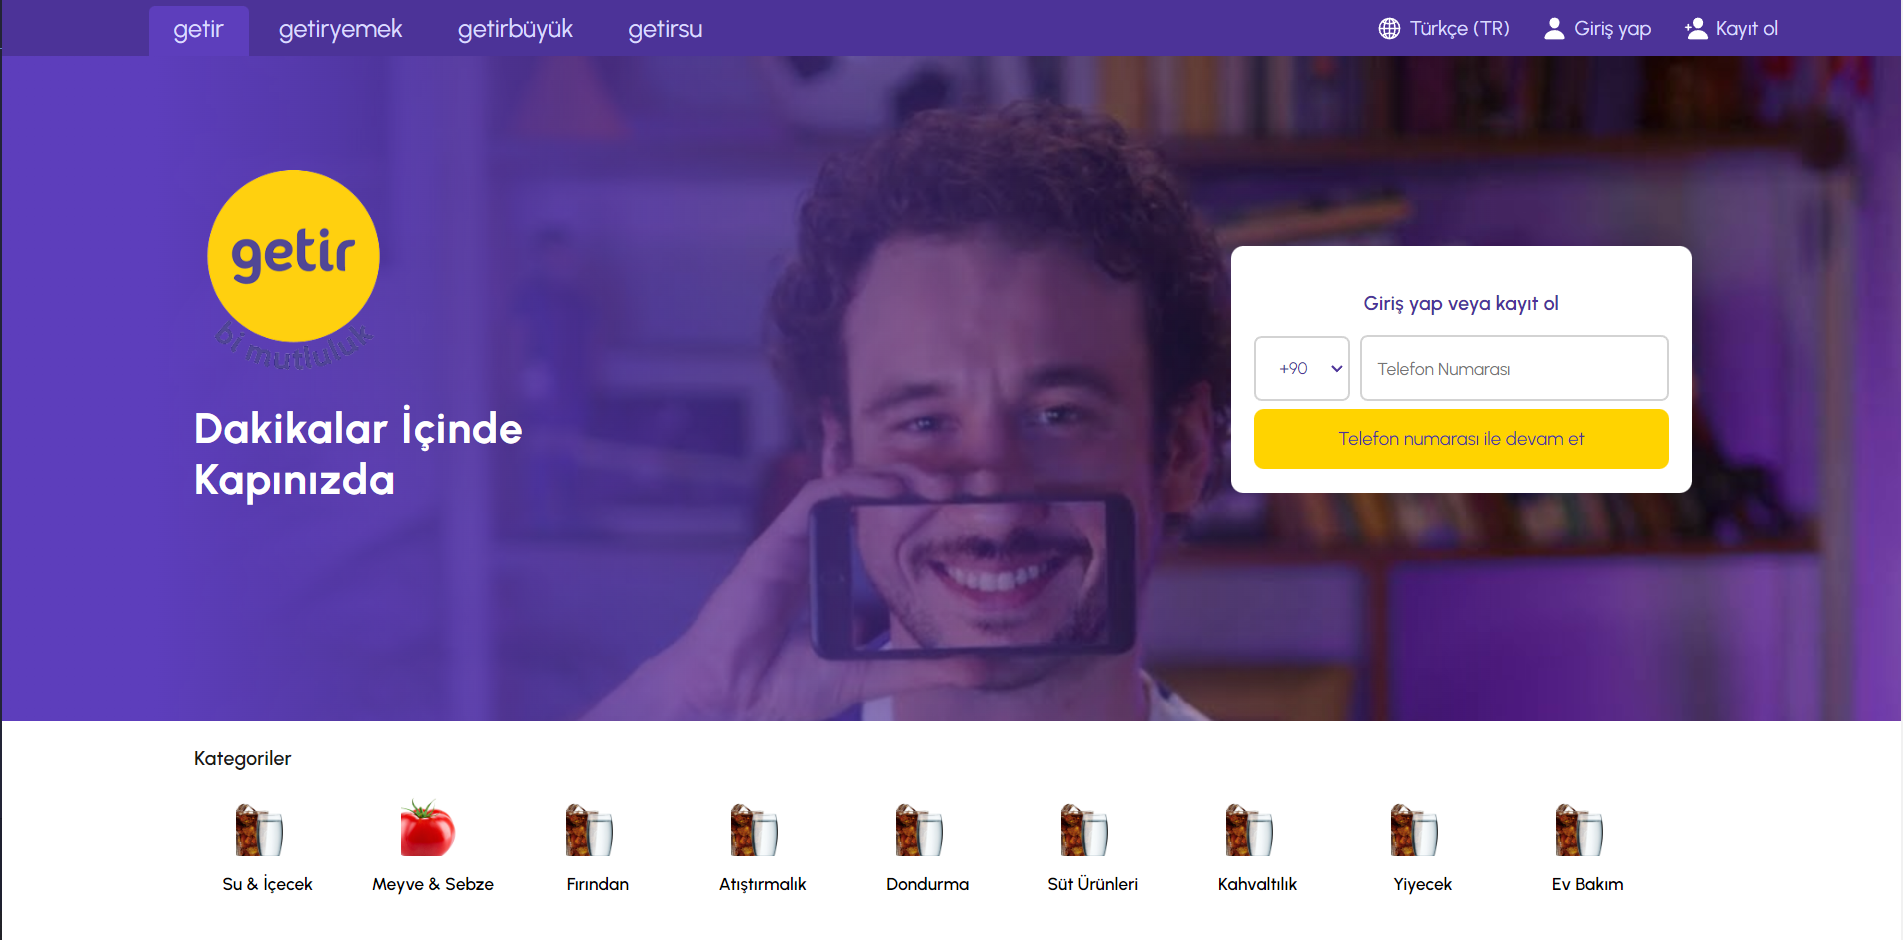 getir getiryemek getirbüyük getirsu Türkçe (TR) Giriş yap Kayıt ol
getir
bi mutluluk
Dakikalar İçinde
Kapınızda
Giriş yap veya kayıt ol
+90 Telefon Numarası
Telefon numarası ile devam et
Kategoriler
Su & İçecek Meyve & Sebze Fırından Atıştırmalık Dondurma Süt Ürünleri Kahvaltılık Yiyecek Ev Bakım